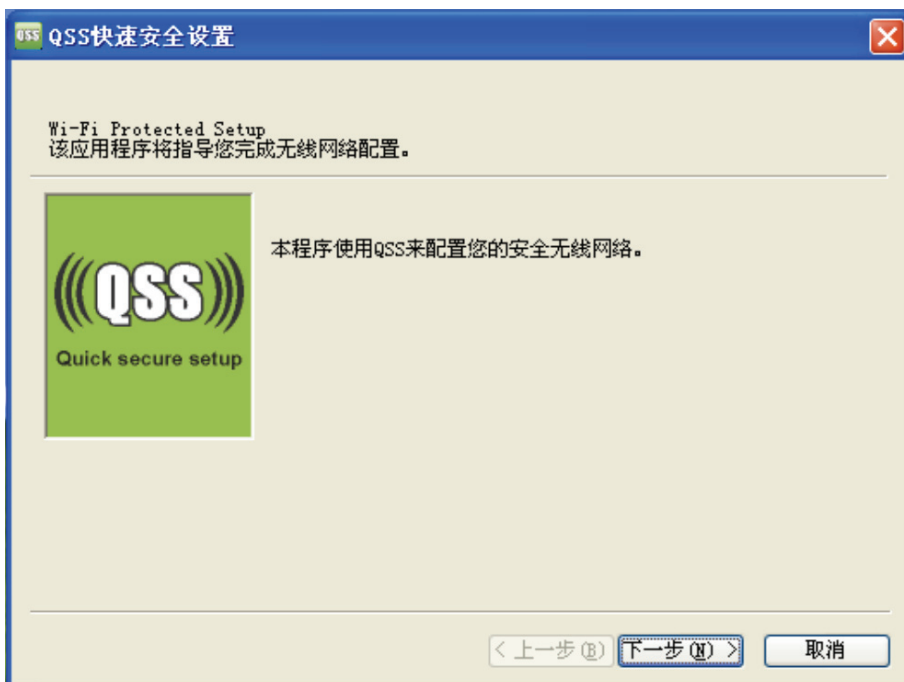 QSS QSS快速安全设置
Wi-Fi Protected Setup
该应用程序将指导您完成无线网络配置。
QSS
Quick secure setup
本程序使用QSS来配置您的安全无线网络。
< 上一步(B) 下一步(N) > 取消